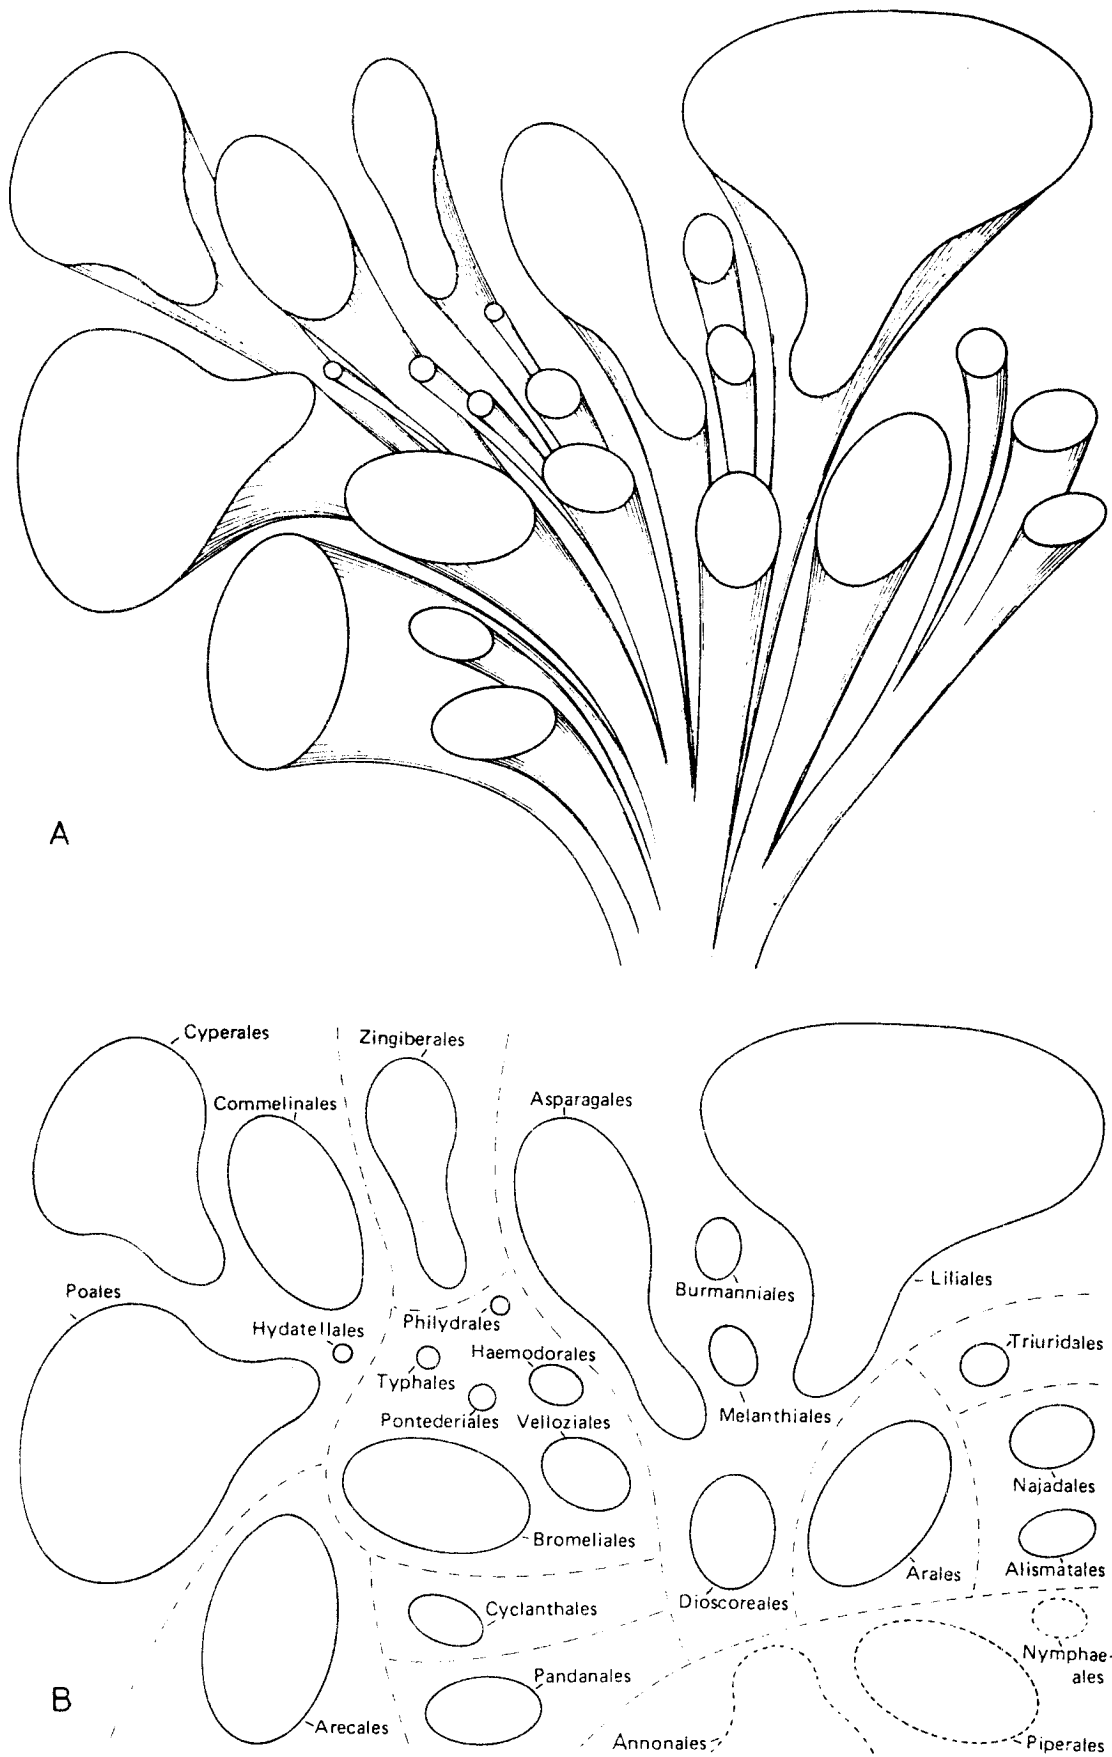 A
Cyperales
Zingiberales
Commelinales
Asparagales
Burmanniales
Liliales
Poales
Hydatellales
Philydrales
Haemodorales
Triuridales
Typhales
Pontederiales
Velloziales
Melanthiales
Najadales
Bromeliales
Arales
Alismatales
Dioscoreales
Cyclanthales
Nymphae-
ales
Pandanales
B
Arecales
Annonales
Piperales